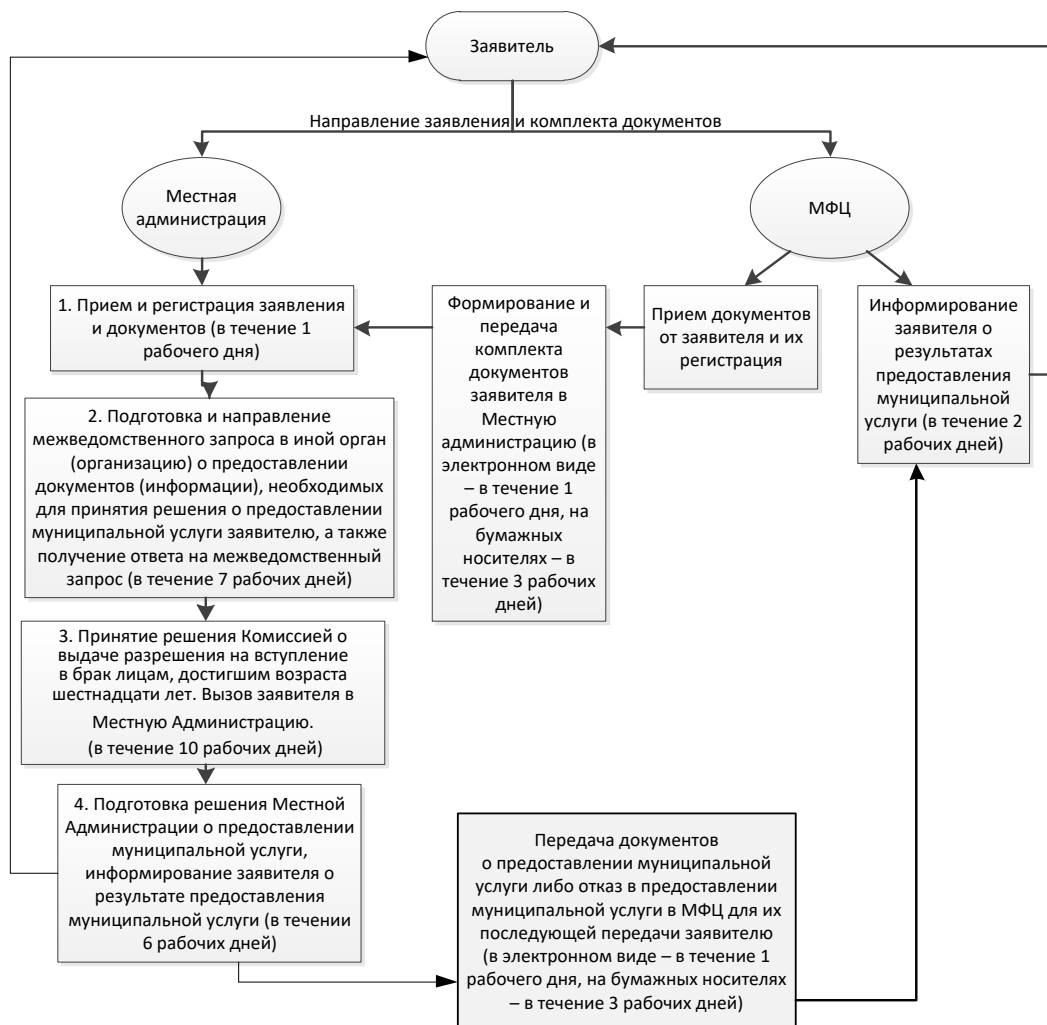 Заявитель
Направление заявления и комплекта документов
Местная
администрация
МФЦ
1. Прием и регистрация заявления
и документов (в течение 1
рабочего дня)
Формирование и
передача
комплекта
документов
заявителя в
Местную
администрацию (в
электронном виде
– в течение 1
рабочего дня, на
бумажных
носителях – в
течение 3 рабочих
дней)
Прием документов
от заявителя и их
регистрация
Информирование
заявителя о
результатах
предоставления
муниципальной
услуги (в течение 2
рабочих дней)
2. Подготовка и направление
межведомственного запроса в иной орган
(организацию) о предоставлении
документов (информации), необходимых
для принятия решения о предоставлении
муниципальной услуги заявителю, а также
получение ответа на межведомственный
запрос (в течение 7 рабочих дней)
3. Принятие решения Комиссией о
выдаче разрешения на вступление
в брак лицам, достигшим возраста
шестнадцати лет. Вызов заявителя в
Местную Администрацию.
(в течение 10 рабочих дней)
4. Подготовка решения Местной
Администрации о предоставлении
муниципальной услуги,
информирование заявителя о
результате предоставления
муниципальной услуги (в течении
6 рабочих дней)
Передача документов
о предоставлении муниципальной
услуги либо отказ в предоставлении
муниципальной услуги в МФЦ для их
последующей передачи заявителю
(в электронном виде – в течение 1
рабочего дня, на бумажных носителях
– в течение 3 рабочих дней)